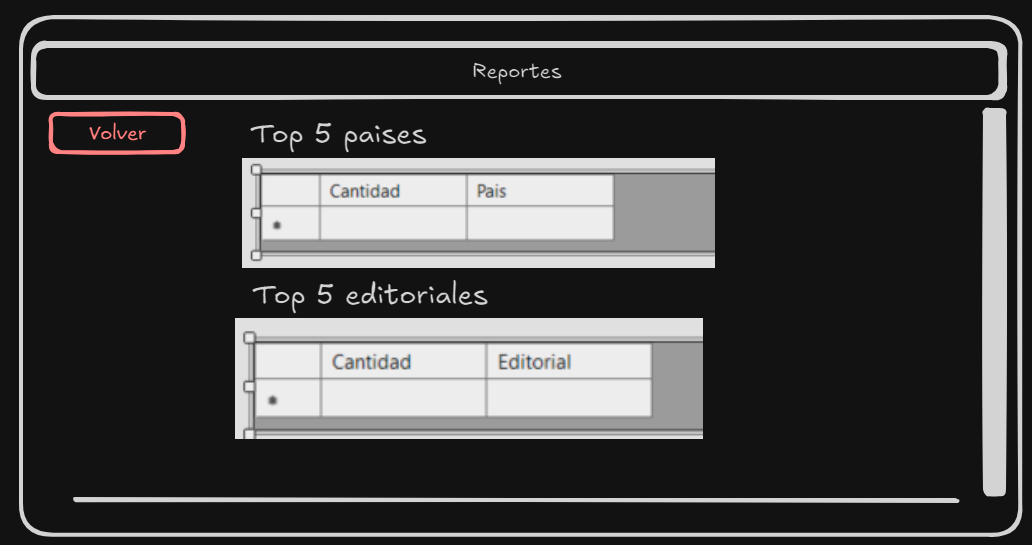 Reportes
Volver
Top 5 paises
Cantidad Pais
*
Top 5 editoriales
Cantidad Editorial
*